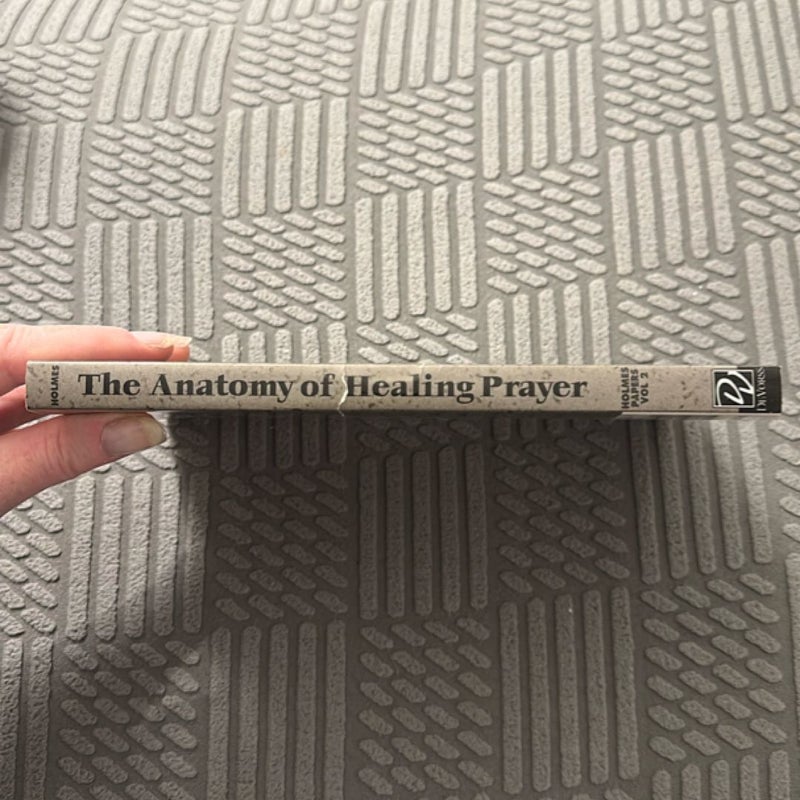 HOLMES
The Anatomy of Healing Prayer
HOLMES
PAPERS
VOL 2
DEVORSS